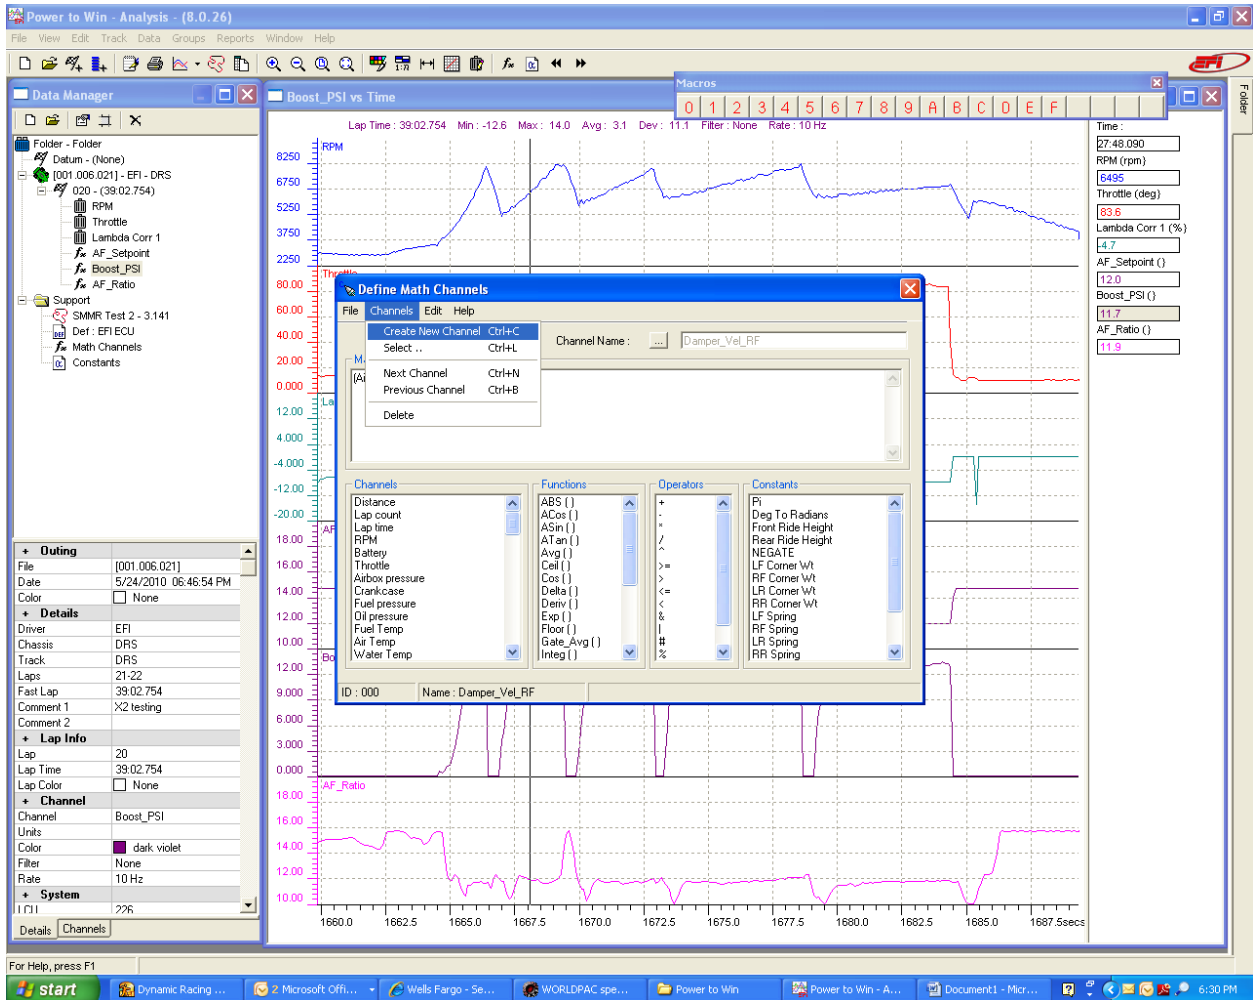 Power to Win - Analysis - (8.0.26)
File View Edit Track Data Groups Reports Window Help
EFI
Data Manager
Folder - Folder
Datum - (None)
[001.006.021] - EFI - DRS
020 - (39:02.754)
RPM
Throttle
Lambda Corr 1
AF_Setpoint
Boost_PSI
AF_Ratio
Support
SMMR Test 2 - 3.141
Def : EFI ECU
Math Channels
Constants
+ Outing
File [001.006.021]
Date 5/24/2010 06:46:54 PM
Color None
+ Details
Driver EFI
Chassis DRS
Track DRS
Laps 21-22
Fast Lap 39:02.754
Comment 1 X2 testing
Comment 2
+ Lap Info
Lap 20
Lap Time 39:02.754
Lap Color None
+ Channel
Channel Boost_PSI
Units
Color dark violet
Filter None
Rate 10 Hz
+ System
LCU 226
Details Channels
Boost_PSI vs Time
Macros
0 1 2 3 4 5 6 7 8 9 A B C D E F
Lap Time : 39:02.754 Min : -12.6 Max : 14.0 Avg : 3.1 Dev : 11.1 Filter : None Rate : 10 Hz
RPM
8250
6750
5250
3750
2250
Throttle
80.00
60.00
40.00
20.00
0.000
La
12.00
4.000
-4.000
-12.00
-20.00
AF
18.00
16.00
14.00
12.00
10.00
Bo
12.00
9.000
6.000
3.000
0.000
AF_Ratio
18.00
16.00
14.00
12.00
10.00
1660.0 1662.5 1665.0 1667.5 1670.0 1672.5 1675.0 1677.5 1680.0 1682.5 1685.0 1687.5secs
Define Math Channels
File Channels Edit Help
Create New Channel Ctrl+C
Select .. Ctrl+L
Next Channel Ctrl+N
Previous Channel Ctrl+B
Delete
Channel Name : ... Damper_Vel_RF
Ma
(Ai
Channels
Distance
Lap count
Lap time
RPM
Battery
Throttle
Airbox pressure
Crankcase
Fuel pressure
Oil pressure
Fuel Temp
Air Temp
Water Temp
Functions
ABS ( )
ACos ( )
ASin ( )
ATan ( )
Avg ( )
Ceil ( )
Cos ( )
Delta ( )
Deriv ( )
Exp ( )
Floor ( )
Gate_Avg ( )
Integ ( )
Operators
+
-
*
/
^
>=
>
<=
<
&
|
#
%
Constants
Pi
Deg To Radians
Front Ride Height
Rear Ride Height
NEGATE
LF Corner Wt
RF Corner Wt
LR Corner Wt
RR Corner Wt
LF Spring
RF Spring
LR Spring
RR Spring
ID : 000 Name : Damper_Vel_RF
Time :
27:48.090
RPM (rpm)
6495
Throttle (deg)
83.6
Lambda Corr 1 (%)
-4.7
AF_Setpoint ()
12.0
Boost_PSI ()
11.7
AF_Ratio ()
11.9
Folder
For Help, press F1
start
Dynamic Racing ...
2 Microsoft Offi...
Wells Fargo - Se...
WORLDPAC spe...
Power to Win
Power to Win - A...
Document1 - Micr...
6:30 PM